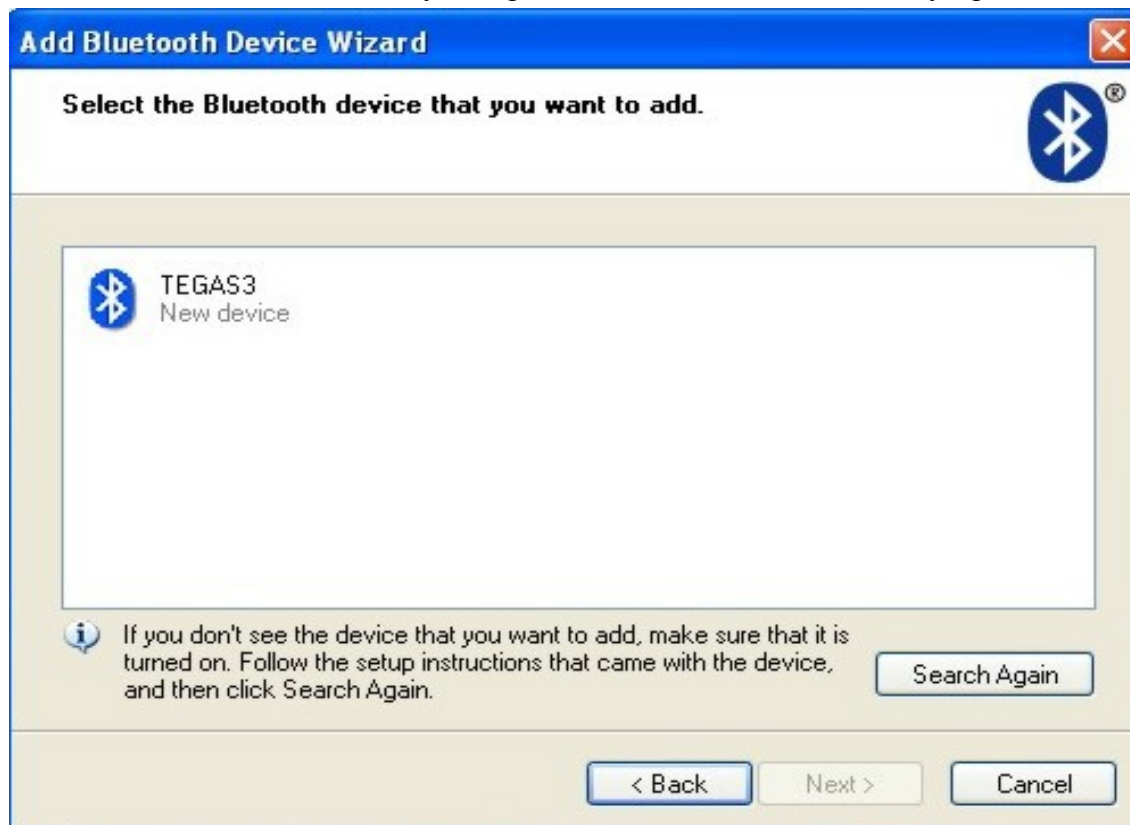 Add Bluetooth Device Wizard
Select the Bluetooth device that you want to add.
®
TEGAS3
New device
If you don't see the device that you want to add, make sure that it is
turned on. Follow the setup instructions that came with the device,
and then click Search Again.
Search Again
< Back
Next >
Cancel